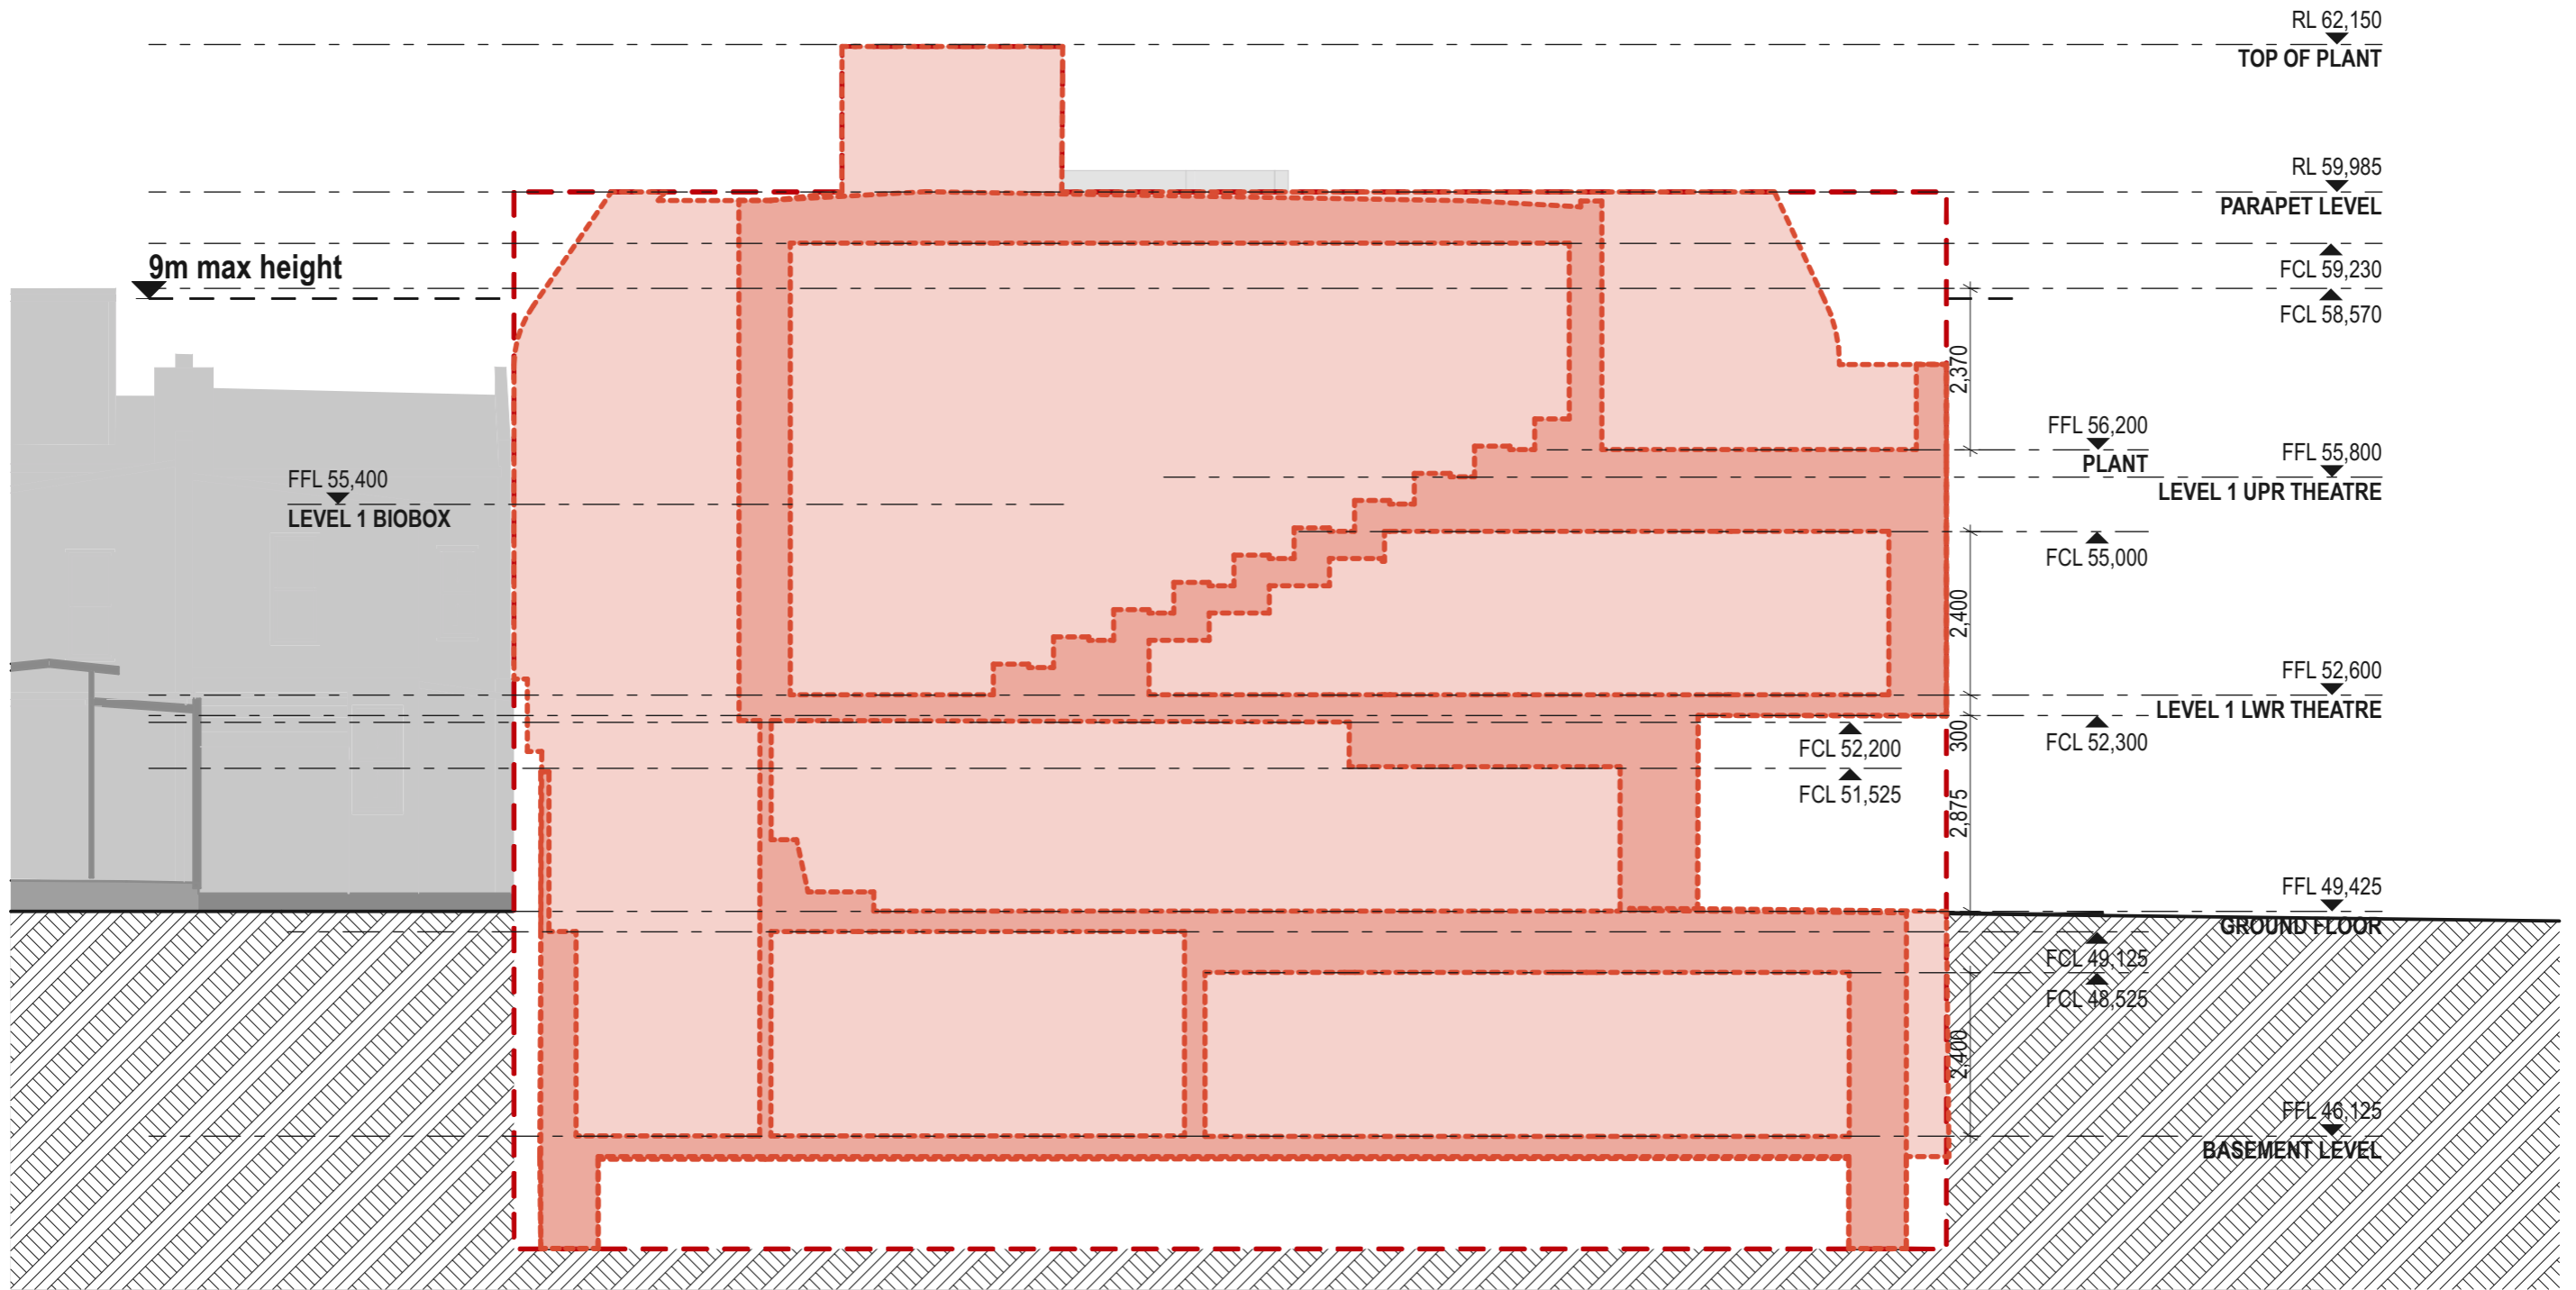 RL 62,150
TOP OF PLANT
RL 59,985
PARAPET LEVEL
9m max height
FCL 59,230
FCL 58,570
2,370
FFL 56,200
PLANT
FFL 55,800
LEVEL 1 UPR THEATRE
FFL 55,400
LEVEL 1 BIOBOX
FCL 55,000
2,400
FFL 52,600
LEVEL 1 LWR THEATRE
300
FCL 52,300
FCL 52,200
FCL 51,525
2,875
FFL 49,425
GROUND FLOOR
FCL 49,125
FCL 48,525
2,400
FFL 46,125
BASEMENT LEVEL